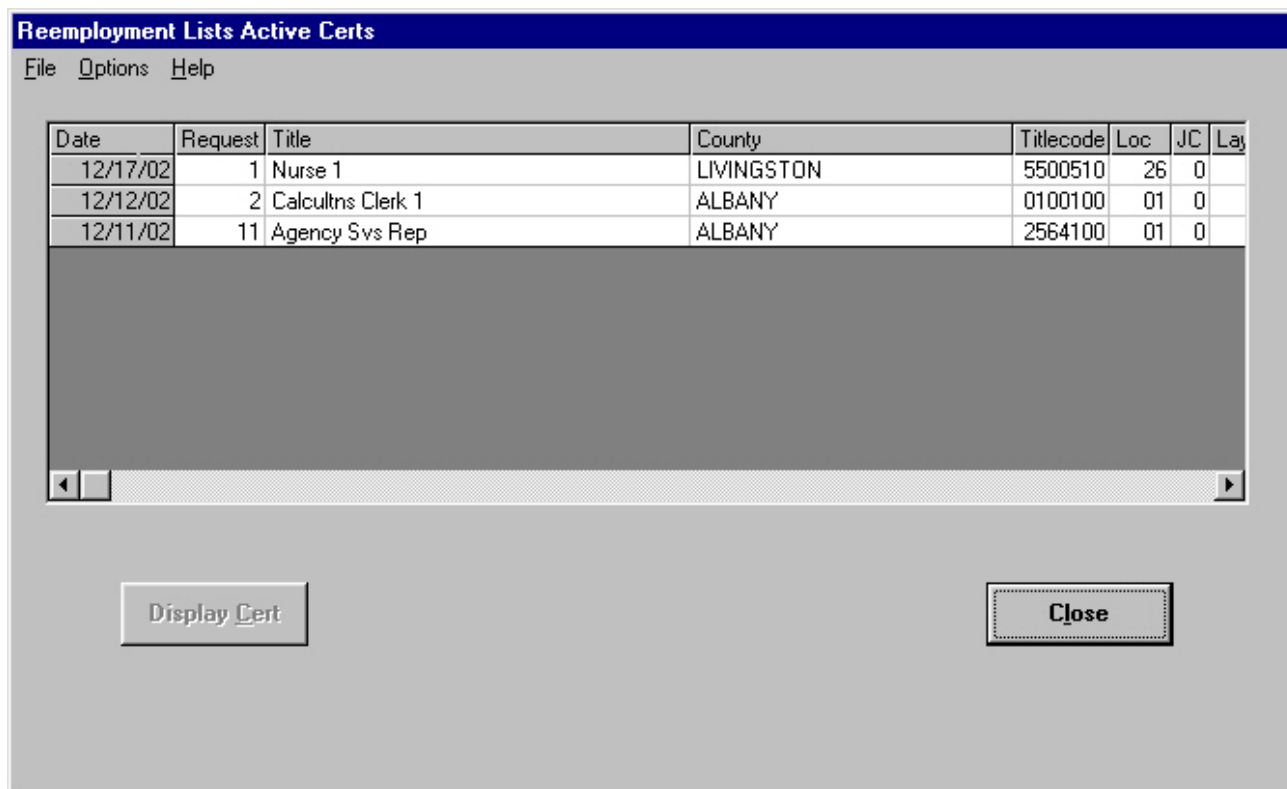 Reemployment Lists Active Certs
File Options Help
Date Request Title County Titlecode Loc JC Lay
12/17/02 1 Nurse 1 LIVINGSTON 5500510 26 0
12/12/02 2 Calcultns Clerk 1 ALBANY 0100100 01 0
12/11/02 11 Agency Svs Rep ALBANY 2564100 01 0
Display Cert Close